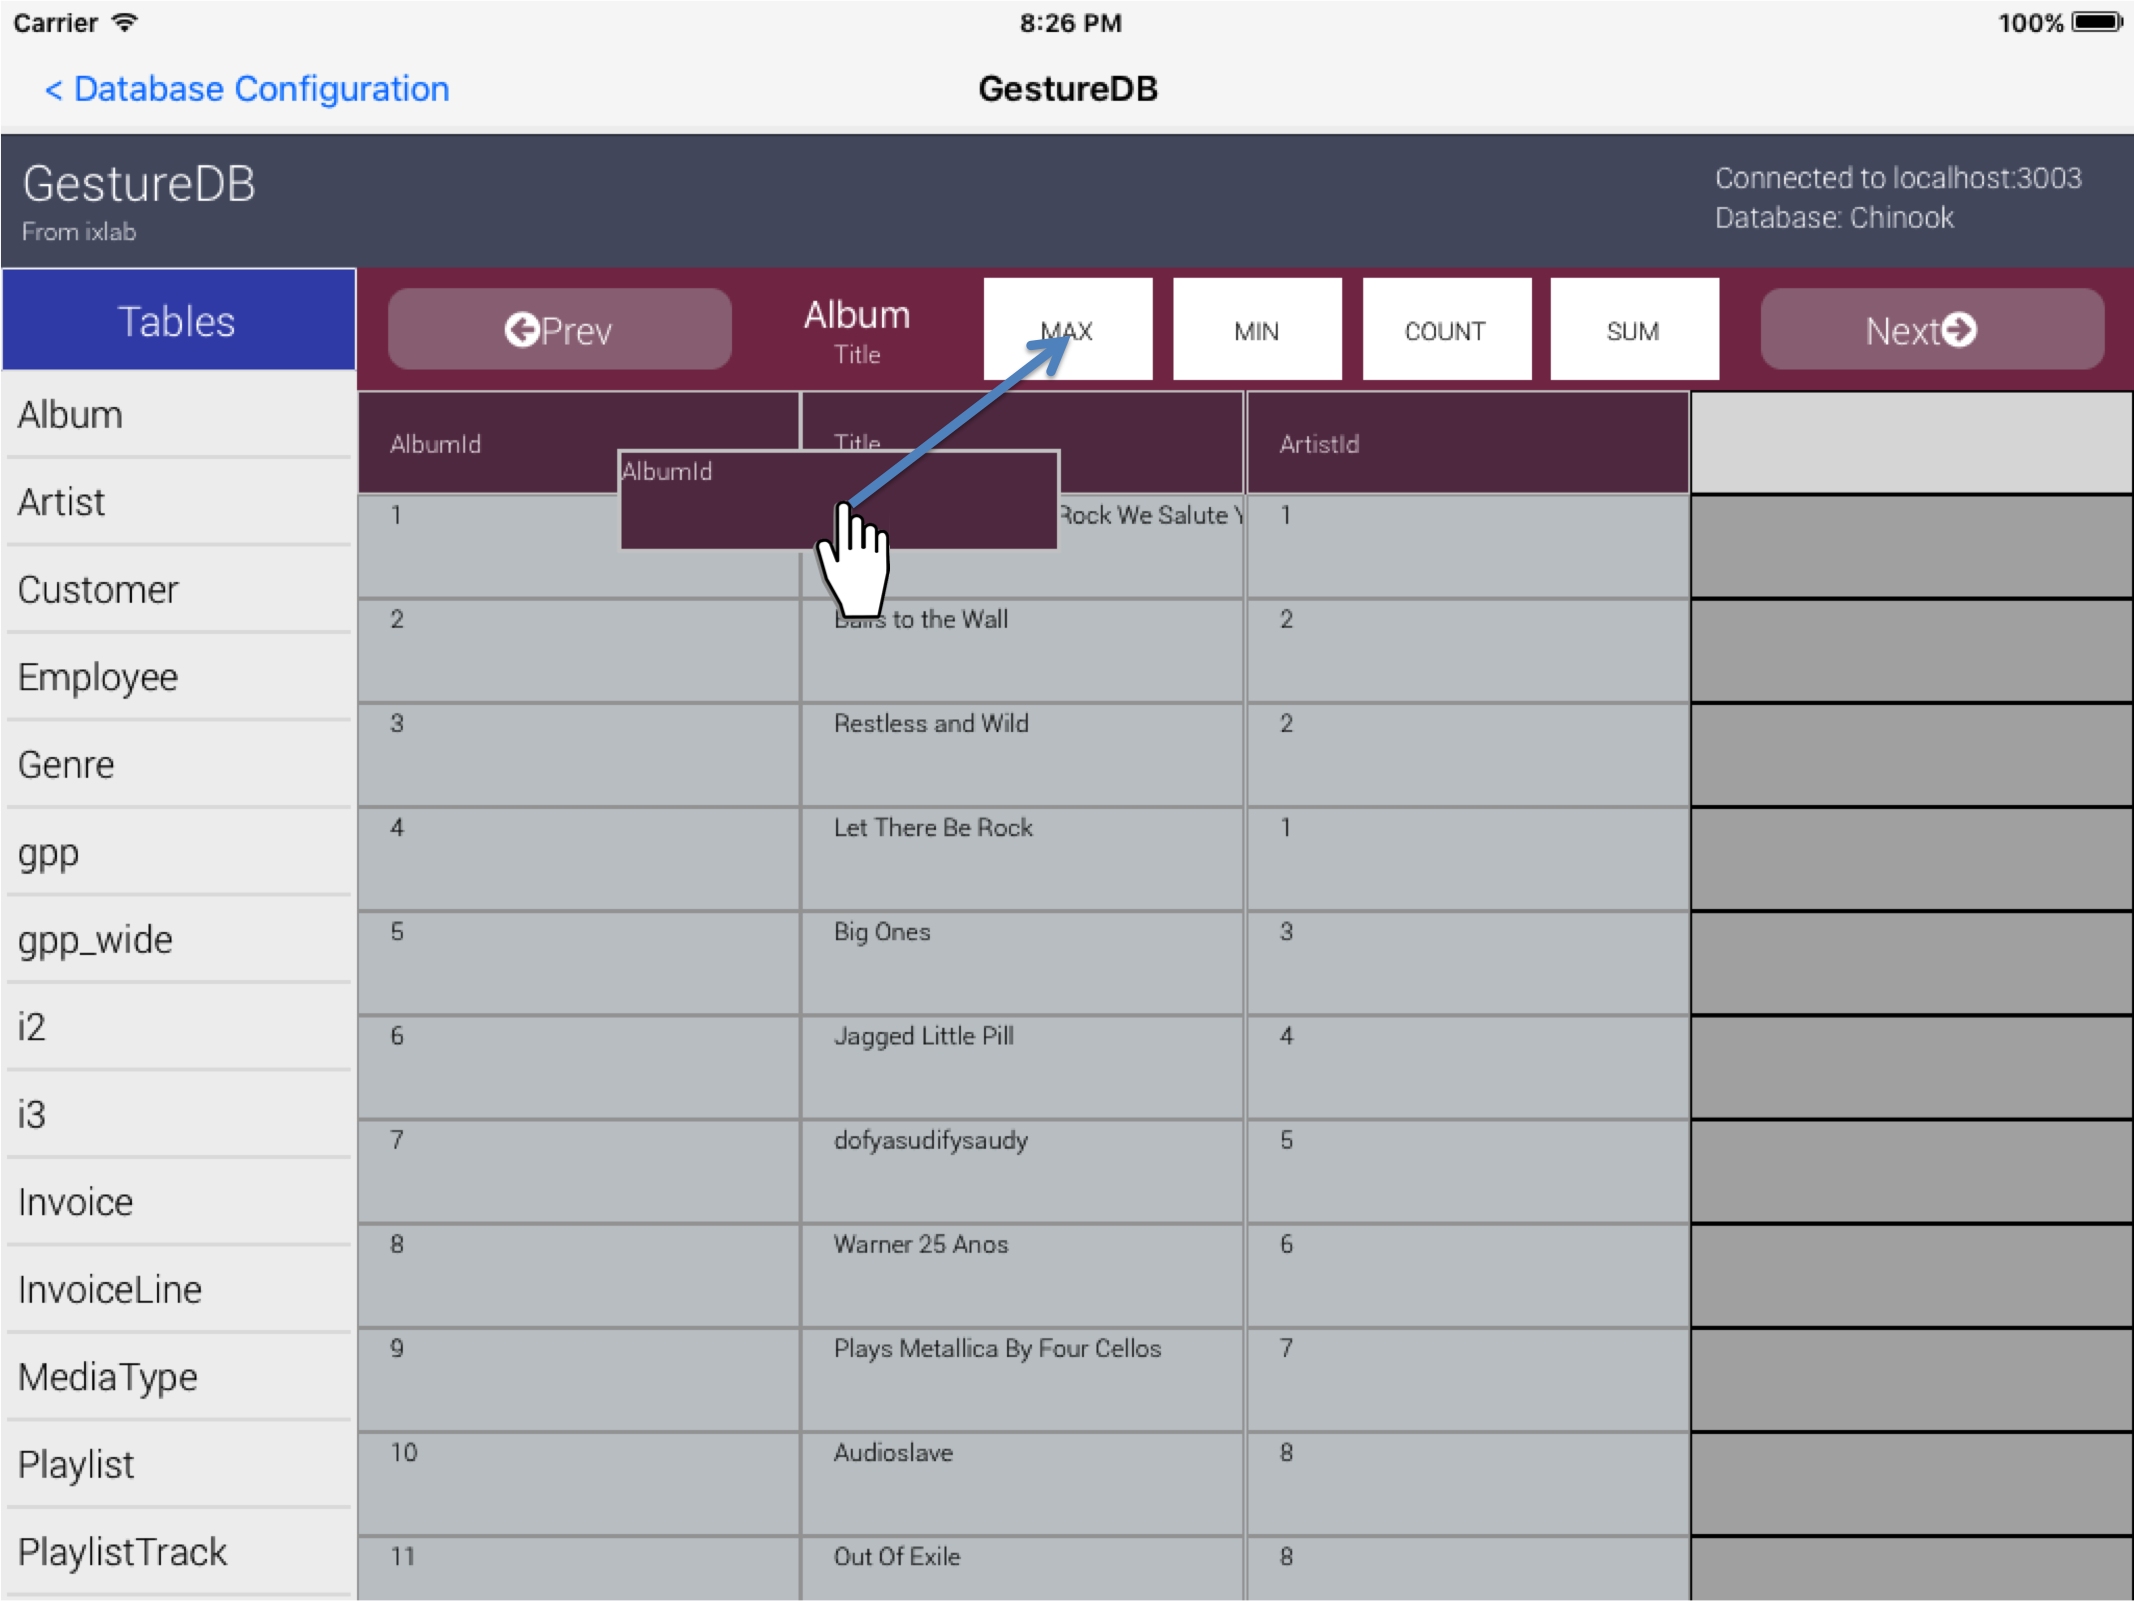 Carrier
8:26 PM
100%
< Database Configuration
GestureDB
GestureDB
From ixlab
Connected to localhost:3003
Database: Chinook
Tables
Prev
Album
Title
MAX
MIN
COUNT
SUM
Next
Album
Artist
Customer
Employee
Genre
gpp
gpp_wide
i2
i3
Invoice
InvoiceLine
MediaType
Playlist
PlaylistTrack
AlbumId
Title
ArtistId
AlbumId
1
Rock We Salute
1
2
Balls to the Wall
2
3
Restless and Wild
2
4
Let There Be Rock
1
5
Big Ones
3
6
Jagged Little Pill
4
7
dofyasudifysaudy
5
8
Warner 25 Anos
6
9
Plays Metallica By Four Cellos
7
10
Audioslave
8
11
Out Of Exile
8